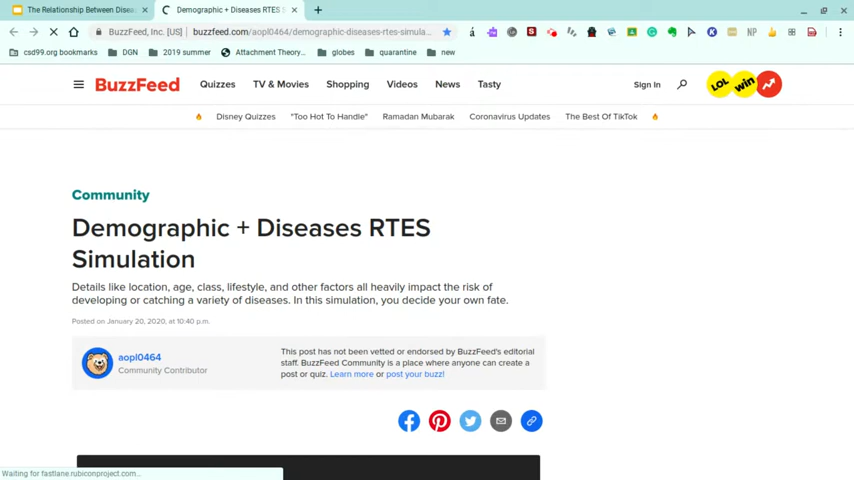 The Relationship Between Disea
Demographic + Diseases RTES S
BuzzFeed, Inc. [US] | buzzfeed.com/aopl0464/demographic-diseases-rtes-simula...
csd99.org bookmarks
DGN
2019 summer
Attachment Theory...
globes
quarantine
new
BuzzFeed
Quizzes
TV & Movies
Shopping
Videos
News
Tasty
Sign In
LOL
win
Disney Quizzes
"Too Hot To Handle"
Ramadan Mubarak
Coronavirus Updates
The Best Of TikTok
Community
Demographic + Diseases RTES
Simulation
Details like location, age, class, lifestyle, and other factors all heavily impact the risk of
developing or catching a variety of diseases. In this simulation, you decide your own fate.
Posted on January 20, 2020, at 10:40 p.m.
aopl0464
Community Contributor
This post has not been vetted or endorsed by BuzzFeed's editorial
staff. BuzzFeed Community is a place where anyone can create a
post or quiz. Learn more or post your buzz!
Waiting for fastlane.rubiconproject.com...